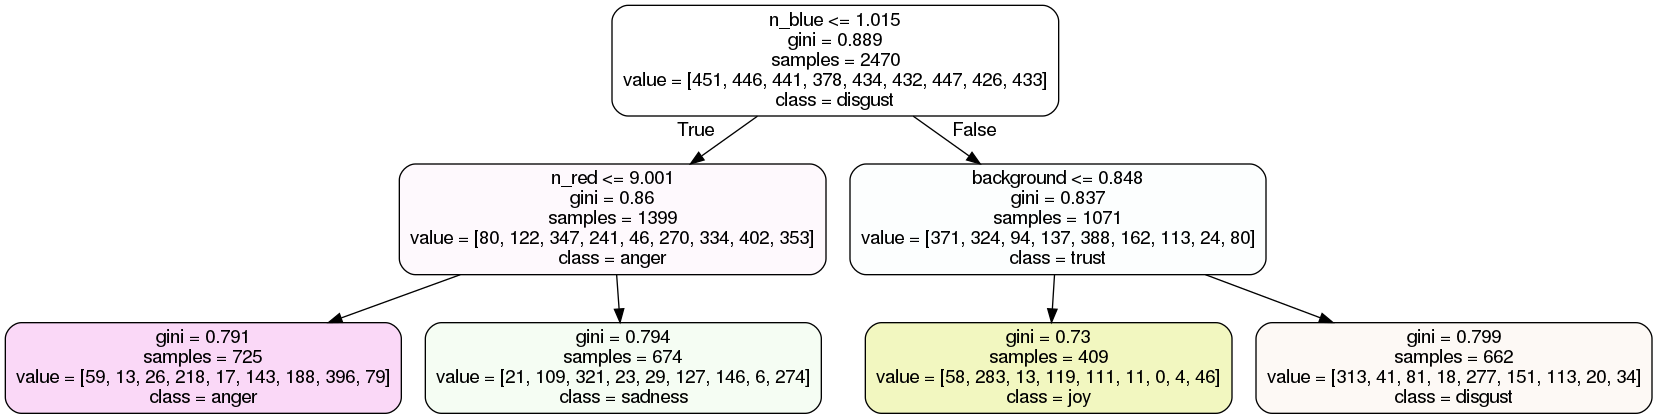 n_blue <= 1.015
gini = 0.889
samples = 2470
value = [451, 446, 441, 378, 434, 432, 447, 426, 433]
class = disgust
True
False
n_red <= 9.001
gini = 0.86
samples = 1399
value = [80, 122, 347, 241, 46, 270, 334, 402, 353]
class = anger
background <= 0.848
gini = 0.837
samples = 1071
value = [371, 324, 94, 137, 388, 162, 113, 24, 80]
class = trust
gini = 0.791
samples = 725
value = [59, 13, 26, 218, 17, 143, 188, 396, 79]
class = anger
gini = 0.794
samples = 674
value = [21, 109, 321, 23, 29, 127, 146, 6, 274]
class = sadness
gini = 0.73
samples = 409
value = [58, 283, 13, 119, 111, 11, 0, 4, 46]
class = joy
gini = 0.799
samples = 662
value = [313, 41, 81, 18, 277, 151, 113, 20, 34]
class = disgust